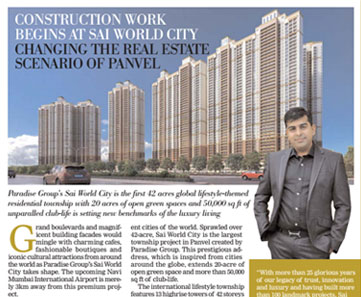 CONSTRUCTION WORK
BEGINS AT SAI WORLD CITY
CHANGING THE REAL ESTATE
SCENARIO OF PANVEL
Paradise Group's Sai World City is the first 42 acres global lifestyle-themed
residential township with 20 acres of open green spaces and 50,000 sq ft of
unparalled club-life is setting new benchmarks of the luxury living
Grand boulevards and magnif-
icent building facades would
mingle with charming cafes,
fashionable boutiques and
iconic cultural attractions from around
the world as Paradise Group's Sai World
City takes shape. The upcoming Navi
Mumbai International Airport is mere-
ly 3km away from this premium pro-
ject.
ent cities of the world. Sprawled over
42-acre, Sai World City is the largest
township project in Panvel created by
Paradise Group. This prestigious add-
ress, which is inspired from cities
around the globe, extends 20-acre of
open green space and more than 50,000
sq ft of club-life.
The international lifestyle township
features 13 highrise towers of 42 storeys
"With more than 25 glorious years
of our legacy of trust, innovation
and luxury and having built more
than 100 landmark projects, Sai